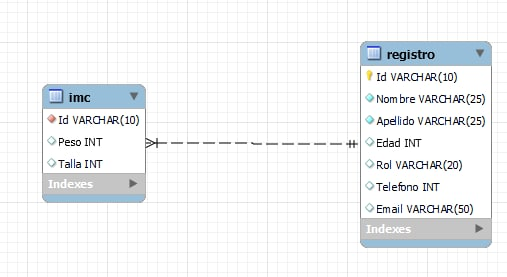 imc
Id VARCHAR(10)
Peso INT
Talla INT
Indexes
registro
Id VARCHAR(10)
Nombre VARCHAR(25)
Apellido VARCHAR(25)
Edad INT
Rol VARCHAR(20)
Telefono INT
Email VARCHAR(50)
Indexes